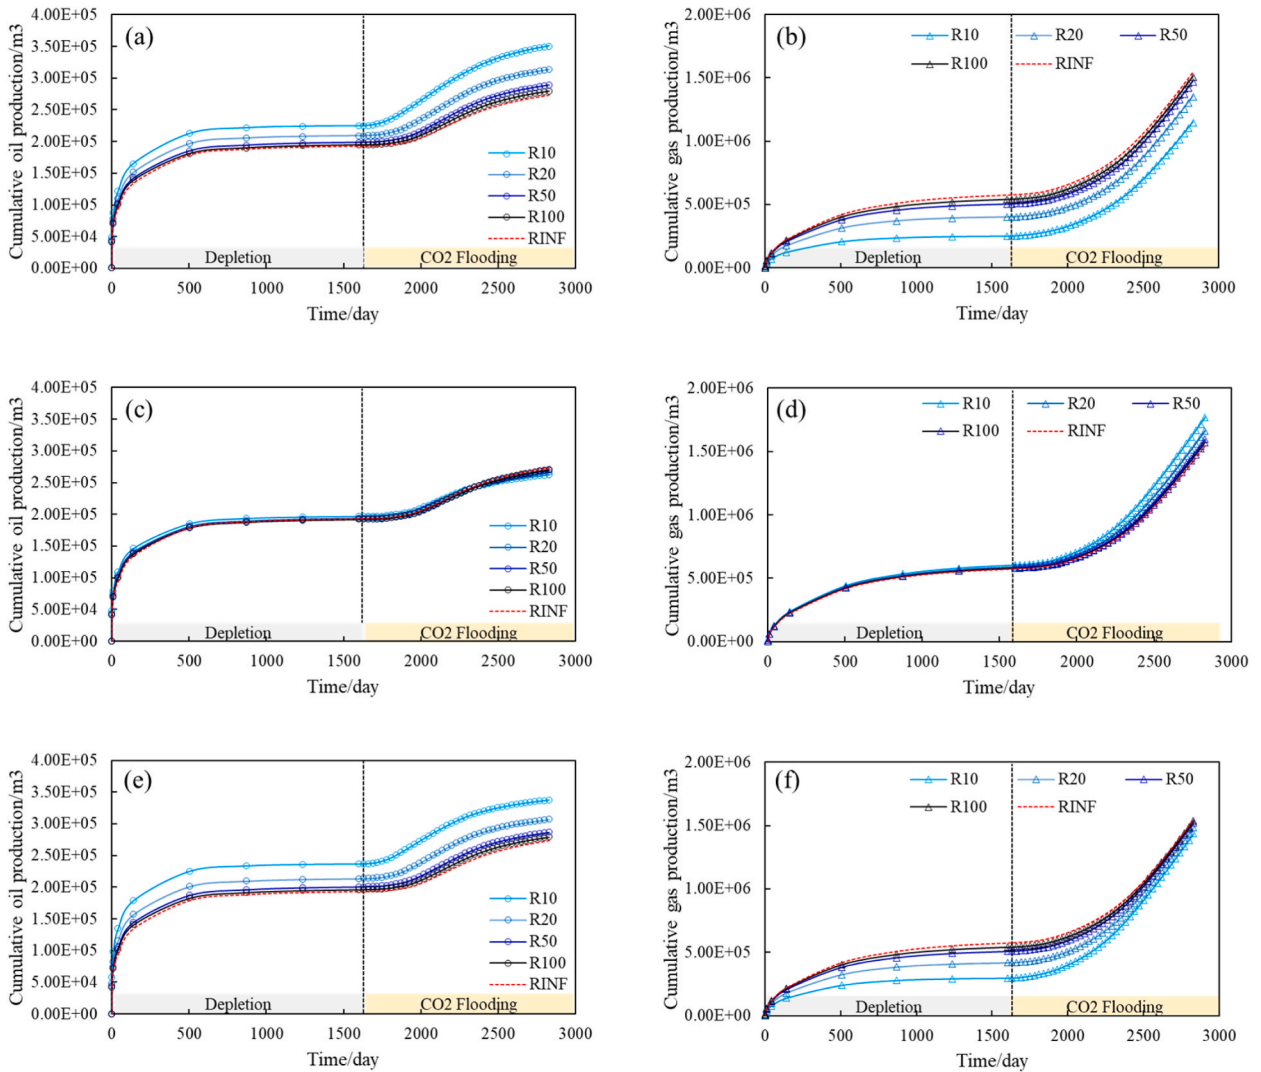 (a)
Cumulative oil production/m3
4.00E+05
3.50E+05
3.00E+05
2.50E+05
2.00E+05
1.50E+05
1.00E+05
5.00E+04
0.00E+00
R10
R20
R50
R100
RINF
Depletion
CO2 Flooding
0 500 1000 1500 2000 2500 3000
Time/day
(b)
Cumulative gas production/m3
2.00E+06
1.50E+06
1.00E+06
5.00E+05
0.00E+00
R10 R20 R50
R100 RINF
Depletion
CO2 Flooding
0 500 1000 1500 2000 2500 3000
Time/day
(c)
Cumulative oil production/m3
4.00E+05
3.50E+05
3.00E+05
2.50E+05
2.00E+05
1.50E+05
1.00E+05
5.00E+04
0.00E+00
R10
R20
R50
R100
RINF
Depletion
CO2 Flooding
0 500 1000 1500 2000 2500 3000
Time/day
(d)
Cumulative gas production/m3
2.00E+06
1.50E+06
1.00E+06
5.00E+05
0.00E+00
R10 R20 R50
R100 RINF
Depletion
CO2 Flooding
0 500 1000 1500 2000 2500 3000
Time/day
(e)
Cumulative oil production/m3
4.00E+05
3.50E+05
3.00E+05
2.50E+05
2.00E+05
1.50E+05
1.00E+05
5.00E+04
0.00E+00
R10
R20
R50
R100
RINF
Depletion
CO2 Flooding
0 500 1000 1500 2000 2500 3000
Time/day
(f)
Cumulative gas production/m3
2.00E+06
1.50E+06
1.00E+06
5.00E+05
0.00E+00
R10 R20 R50
R100 RINF
Depletion
CO2 Flooding
0 500 1000 1500 2000 2500 3000
Time/day